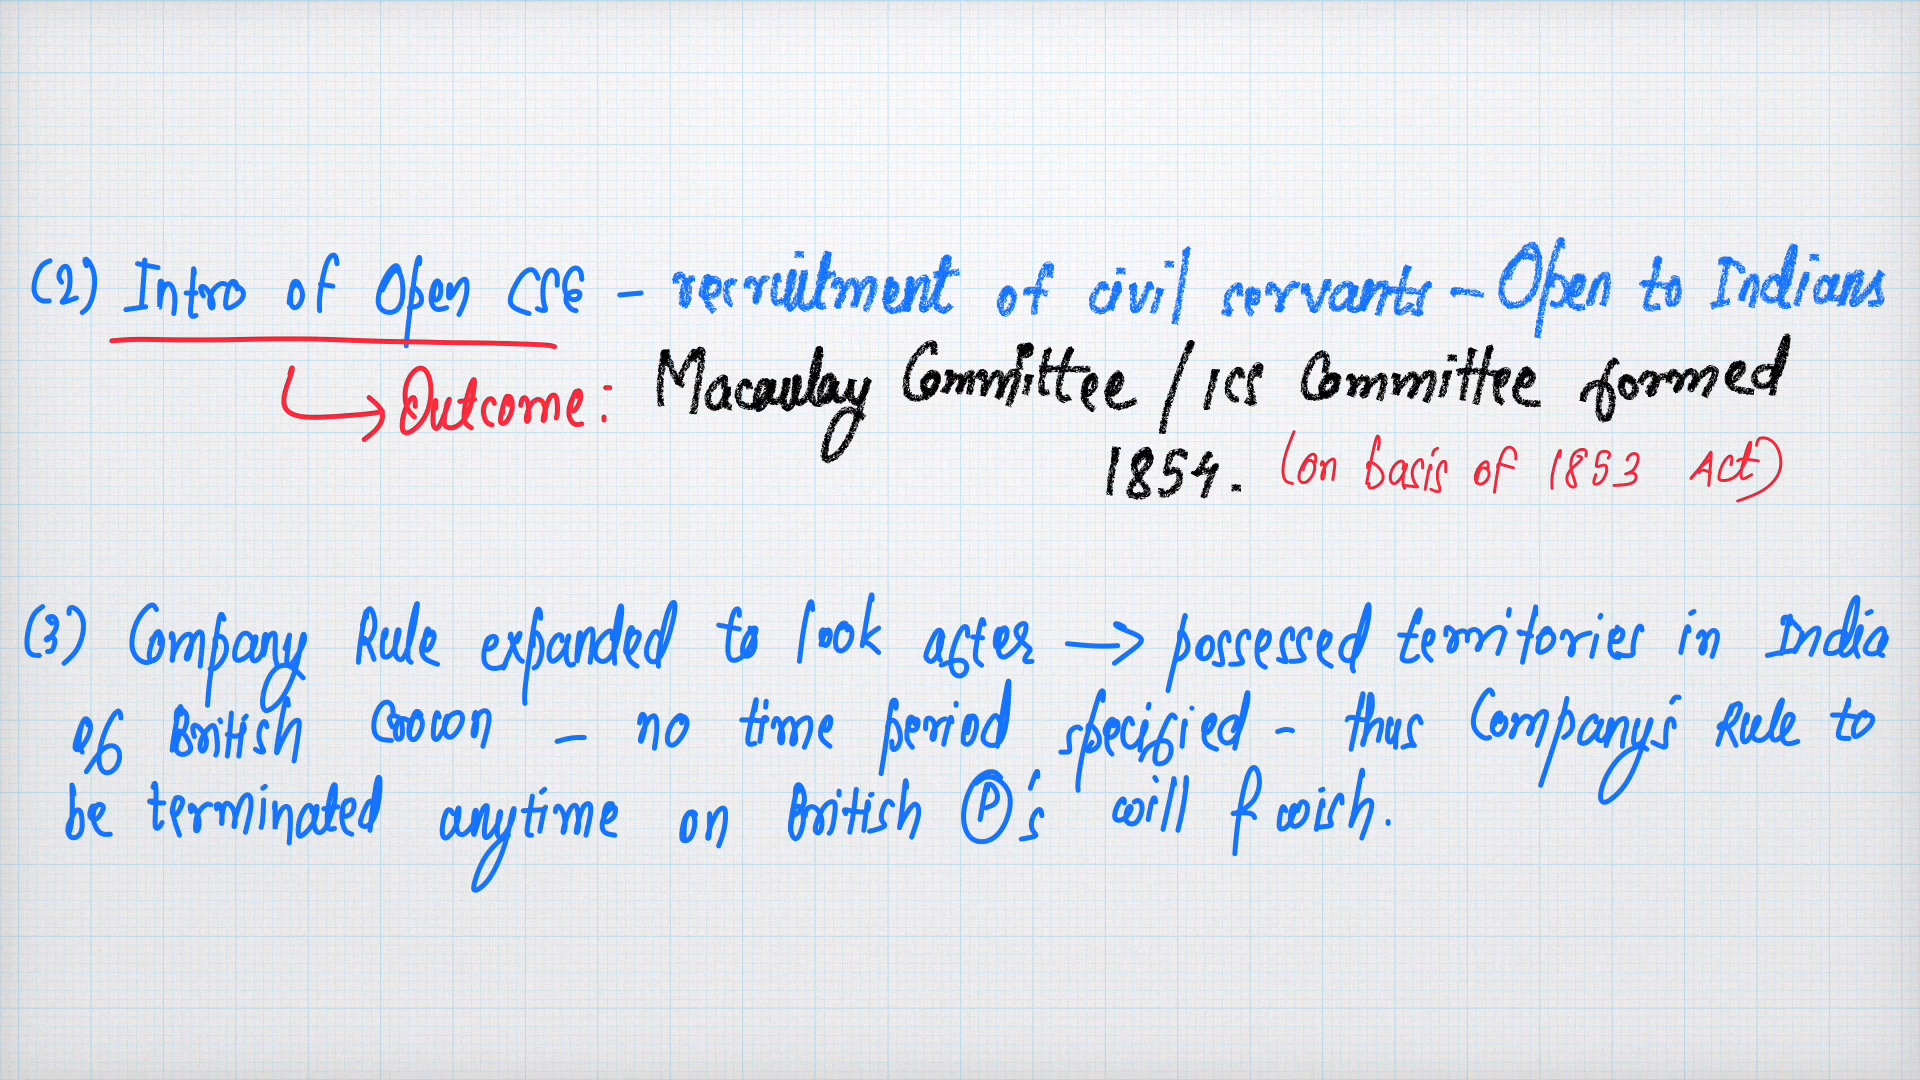 (2) Intro of Open CSE - recruitment of civil servants - Open to Indians
↳ Outcome: Macaulay Committee / ICS Committee formed
1854. (on basis of 1853 Act)
(3) Company Rule expanded to look after → possessed territories in India
of British Crown - no time period specified - thus Company's Rule to
be terminated anytime on British Ⓟ's will & wish.